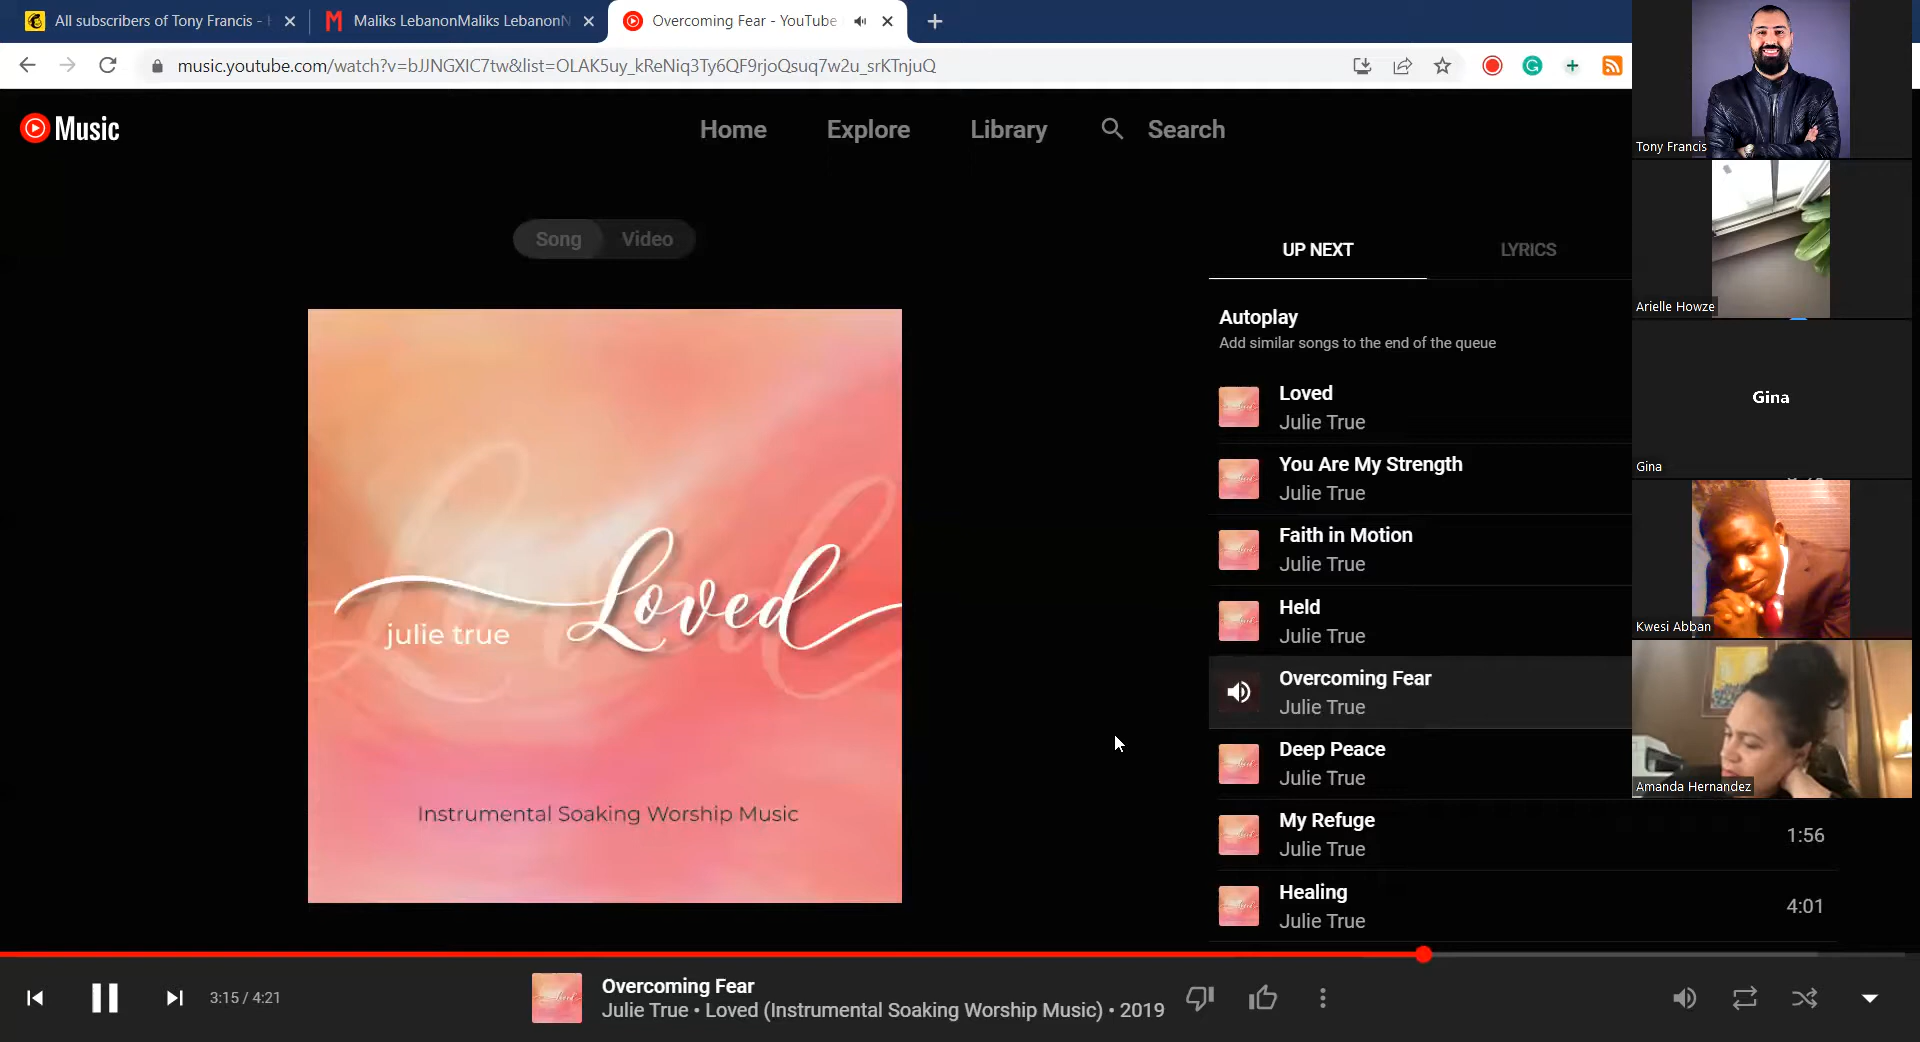 All subscribers of Tony Francis -
Maliks LebanonMaliks Lebanon
Overcoming Fear - YouTube
music.youtube.com/watch?v=bJJNGXIC7tw&list=OLAK5uy_kReNiq3Ty6QF9rjoQsuq7w2u_srKTnjuQ
Music
Home
Explore
Library
Search
Song
Video
UP NEXT
LYRICS
Autoplay
Add similar songs to the end of the queue
Loved
Julie True
You Are My Strength
Julie True
Faith in Motion
Julie True
Held
Julie True
Overcoming Fear
Julie True
Deep Peace
Julie True
My Refuge
Julie True
1:56
Healing
Julie True
4:01
julie true
Loved
Instrumental Soaking Worship Music
3:15 / 4:21
Overcoming Fear
Julie True • Loved (Instrumental Soaking Worship Music) • 2019
Tony Francis
Arielle Howze
Gina
Gina
Kwesi Abban
Amanda Hernandez